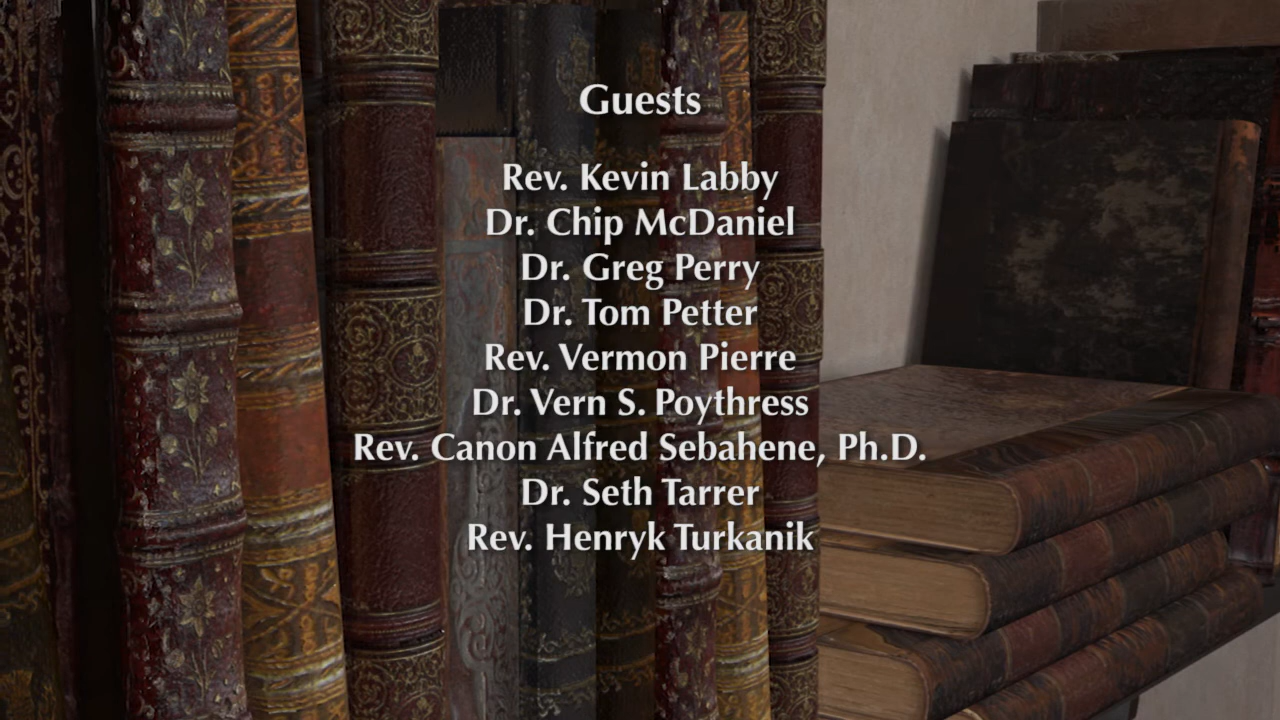 Guests
Rev. Kevin Labby
Dr. Chip McDaniel
Dr. Greg Perry
Dr. Tom Petter
Rev. Vermon Pierre
Dr. Vern S. Poythress
Rev. Canon Alfred Sebahene, Ph.D.
Dr. Seth Tarrer
Rev. Henryk Turkanik